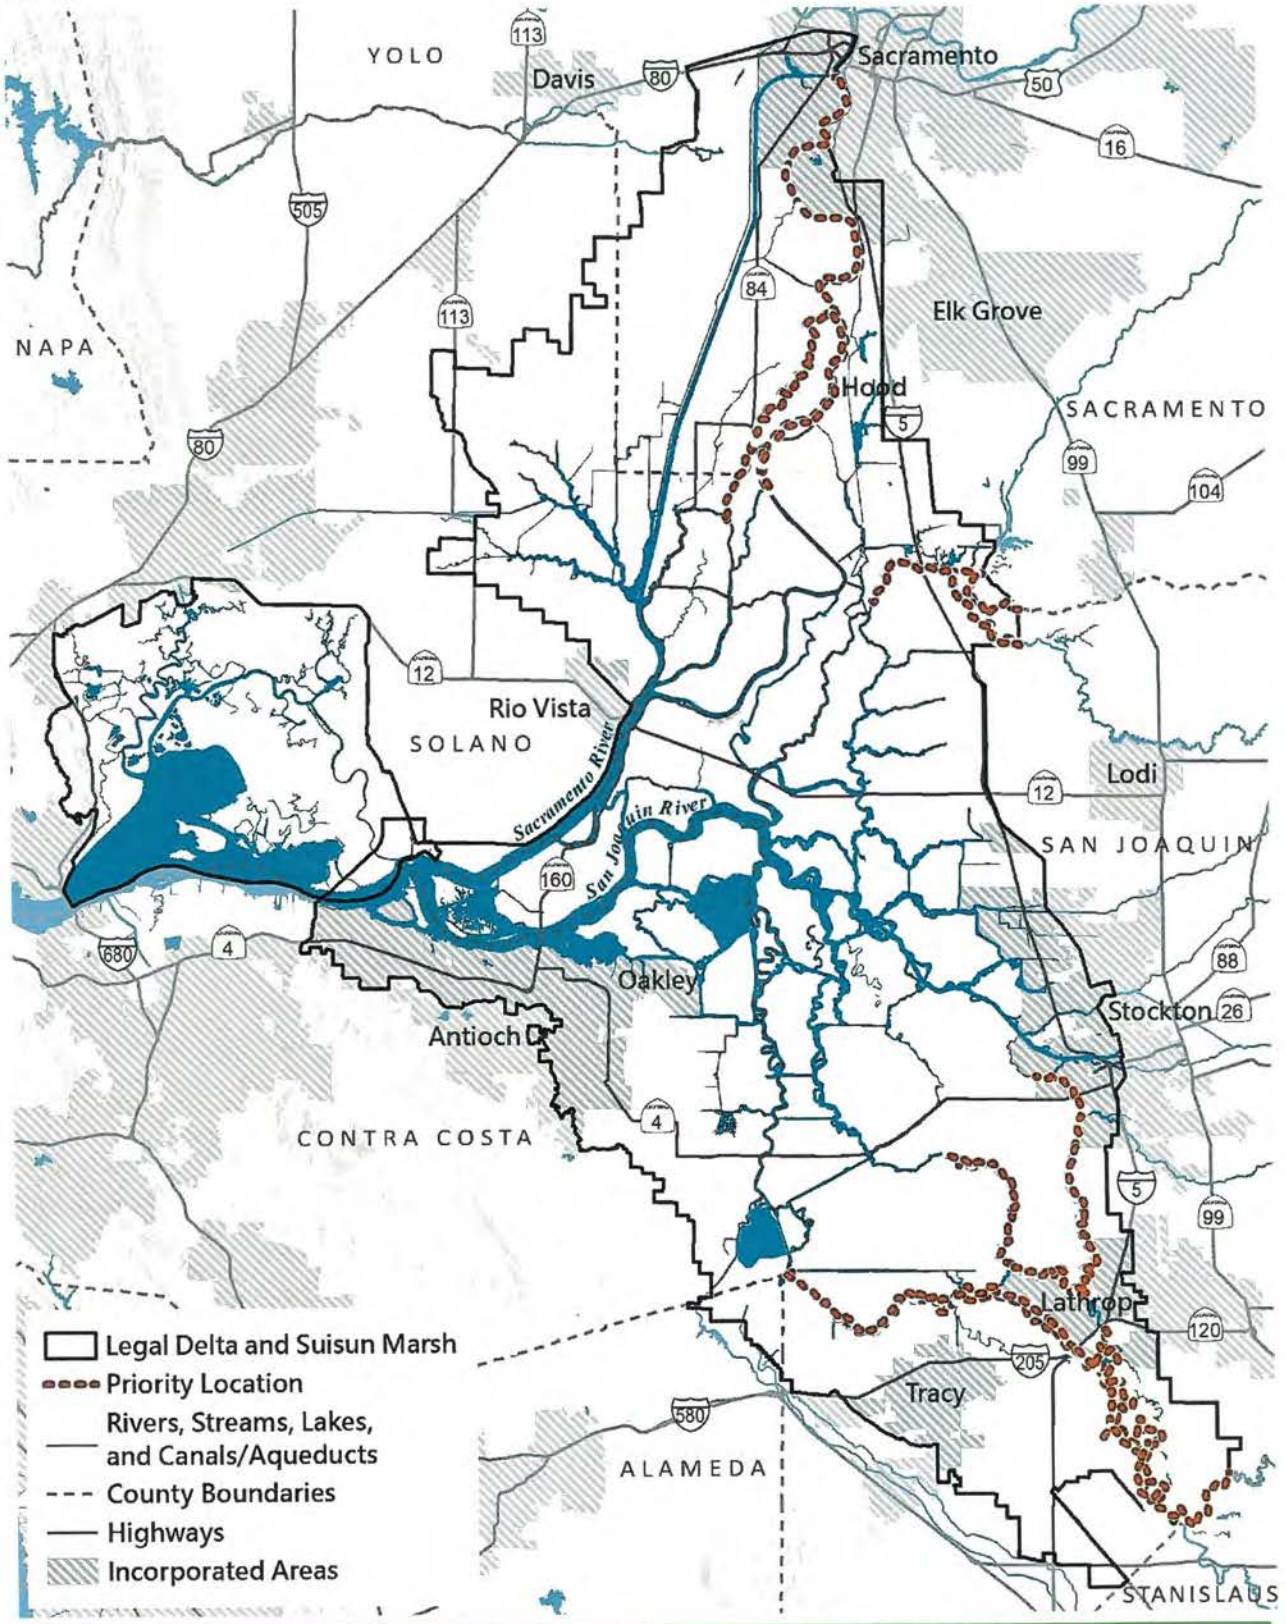 YOLO
113
Davis
80
Sacramento
50
16
505
84
113
Elk Grove
NAPA
Hood
SACRAMENTO
5
80
99
104
12
Rio Vista
SOLANO
Sacramento River
Lodi
12
San Joaquin River
SAN JOAQUIN
160
680
4
88
Oakley
Stockton
26
Antioch
4
CONTRA COSTA
5
99
Lathrop
120
205
Tracy
580
ALAMEDA
STANISLAUS
Legal Delta and Suisun Marsh
Priority Location
Rivers, Streams, Lakes,
and Canals/Aqueducts
County Boundaries
Highways
Incorporated Areas